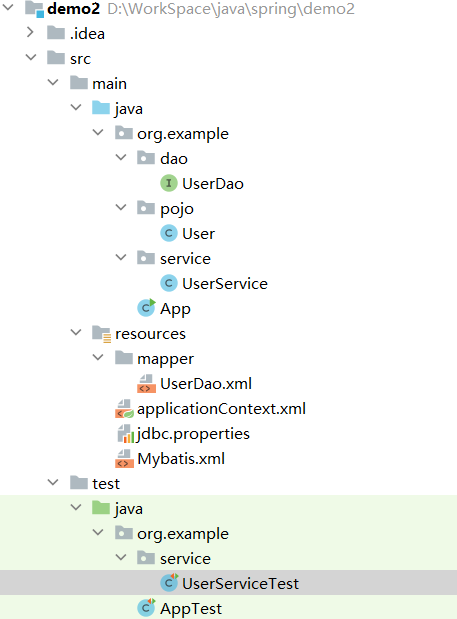 demo2 D:\WorkSpace\java\spring\demo2
.idea
src
main
java
org.example
dao
I UserDao
pojo
C User
service
C UserService
C App
resources
mapper
UserDao.xml
applicationContext.xml
jdbc.properties
Mybatis.xml
test
java
org.example
service
C UserServiceTest
C AppTest